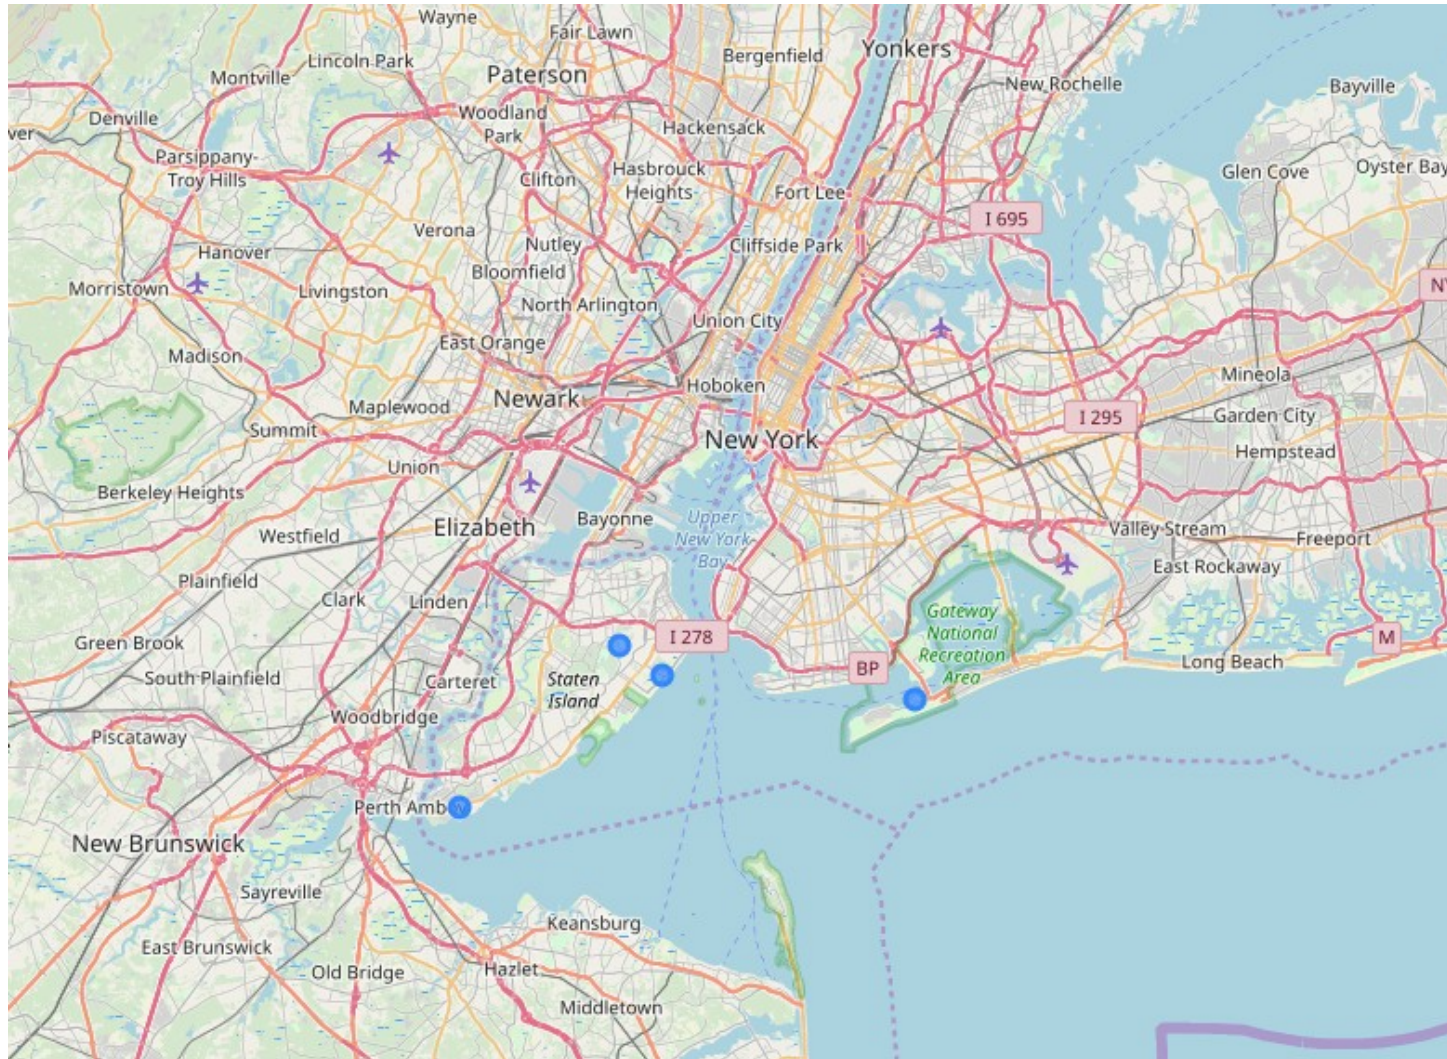 Wayne
Fair Lawn
Yonkers
Bergenfield
Lincoln Park
Montville
Paterson
New Rochelle
Bayville
Woodland
Park
Denville
Hackensack
ver
Parsippany-
Troy Hills
Hasbrouck
Heights
Clifton
Fort Lee
Glen Cove
Oyster Bay
I 695
Verona
Nutley
Cliffside Park
Hanover
Bloomfield
Morristown
Livingston
North Arlington
Union City
East Orange
Madison
Mineola
Hoboken
Newark
Maplewood
Garden City
I 295
Summit
New York
Hempstead
Union
Berkeley Heights
Elizabeth
Bayonne
Upper
New York
Bay
Westfield
Valley Stream
Freeport
East Rockaway
Plainfield
Clark
Linden
Gateway
National
Recreation
Area
Green Brook
I 278
M
BP
Long Beach
South Plainfield
Carteret
Staten
Island
Woodbridge
Piscataway
Perth Amb
New Brunswick
Sayreville
Keansburg
East Brunswick
Old Bridge
Hazlet
Middletown